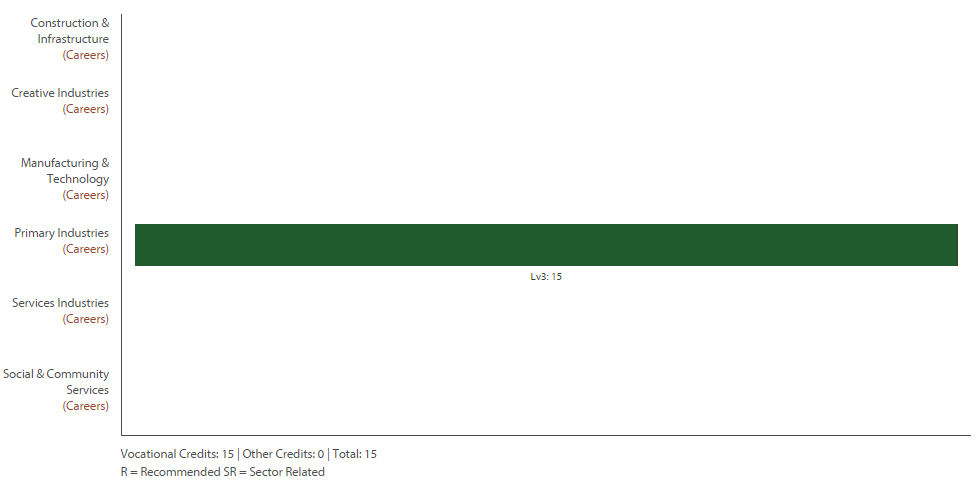 Construction &
Infrastructure
(Careers)
Creative Industries
(Careers)
Manufacturing &
Technology
(Careers)
Primary Industries
(Careers)
Lv3: 15
Services Industries
(Careers)
Social & Community
Services
(Careers)
Vocational Credits: 15 | Other Credits: 0 | Total: 15
R = Recommended SR = Sector Related